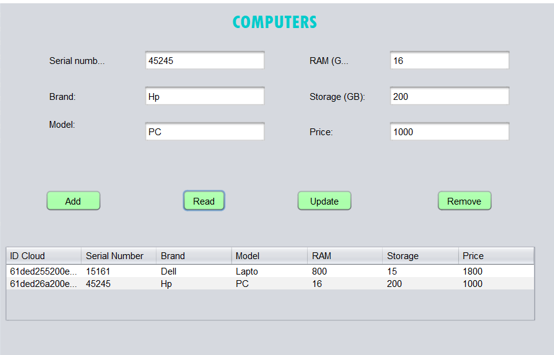 COMPUTERS
Serial numb... 45245 RAM (G... 16
Brand: Hp Storage (GB): 200
Model: PC Price: 1000
Add Read Update Remove
ID Cloud Serial Number Brand Model RAM Storage Price
61ded255200e... 15161 Dell Lapto 800 15 1800
61ded26a200e... 45245 Hp PC 16 200 1000